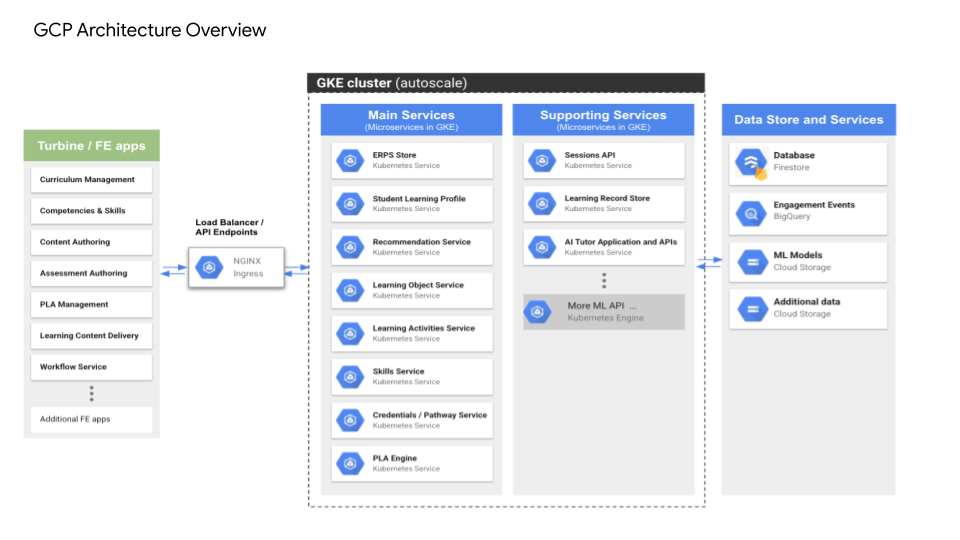 GCP Architecture Overview
Turbine / FE apps
Curriculum Management
Competencies & Skills
Content Authoring
Assessment Authoring
PLA Management
Learning Content Delivery
Workflow Service
Additional FE apps
Load Balancer /
API Endpoints
NGINX
Ingress
GKE cluster (autoscale)
Main Services
(Microservices in GKE)
ERPS Store
Kubernetes Service
Student Learning Profile
Kubernetes Service
Recommendation Service
Kubernetes Service
Learning Object Service
Kubernetes Service
Learning Activities Service
Kubernetes Service
Skills Service
Kubernetes Service
Credentials / Pathway Service
Kubernetes Service
PLA Engine
Kubernetes Service
Supporting Services
(Microservices in GKE)
Sessions API
Kubernetes Service
Learning Record Store
Kubernetes Service
AI Tutor Application and APIs
Kubernetes Service
More ML API ...
Kubernetes Engine
Data Store and Services
Database
Firestore
Engagement Events
BigQuery
ML Models
Cloud Storage
Additional data
Cloud Storage